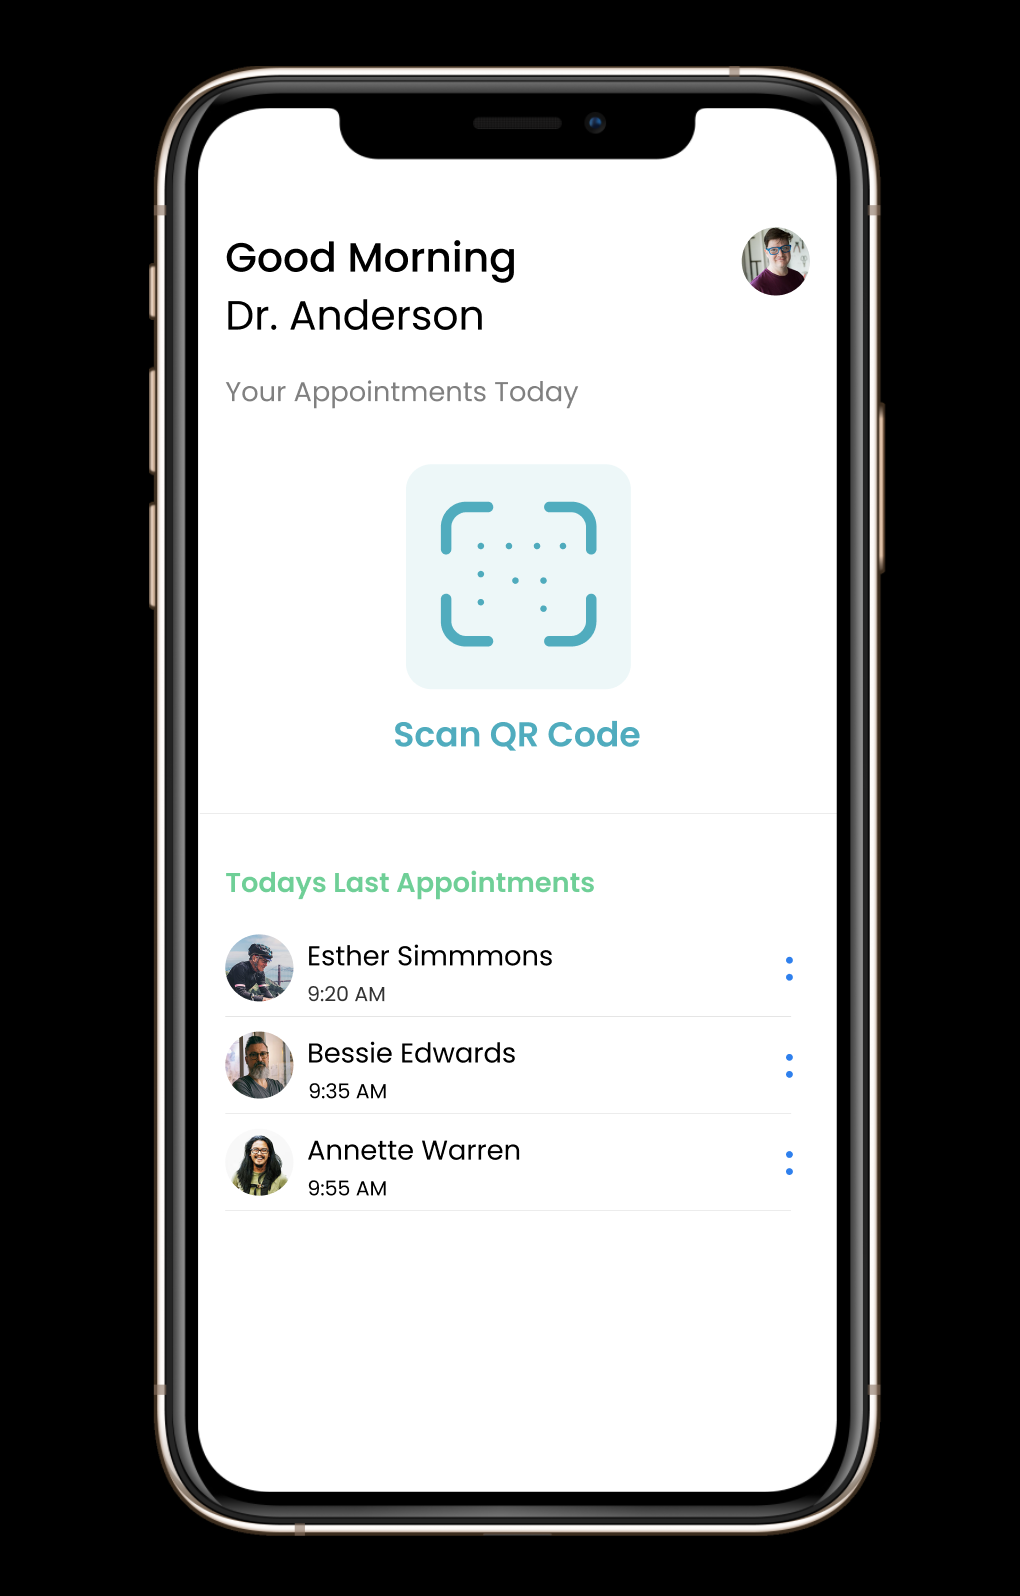 Good Morning
Dr. Anderson
Your Appointments Today
Scan QR Code
Todays Last Appointments
Esther Simmmons
9:20 AM
Bessie Edwards
9:35 AM
Annette Warren
9:55 AM